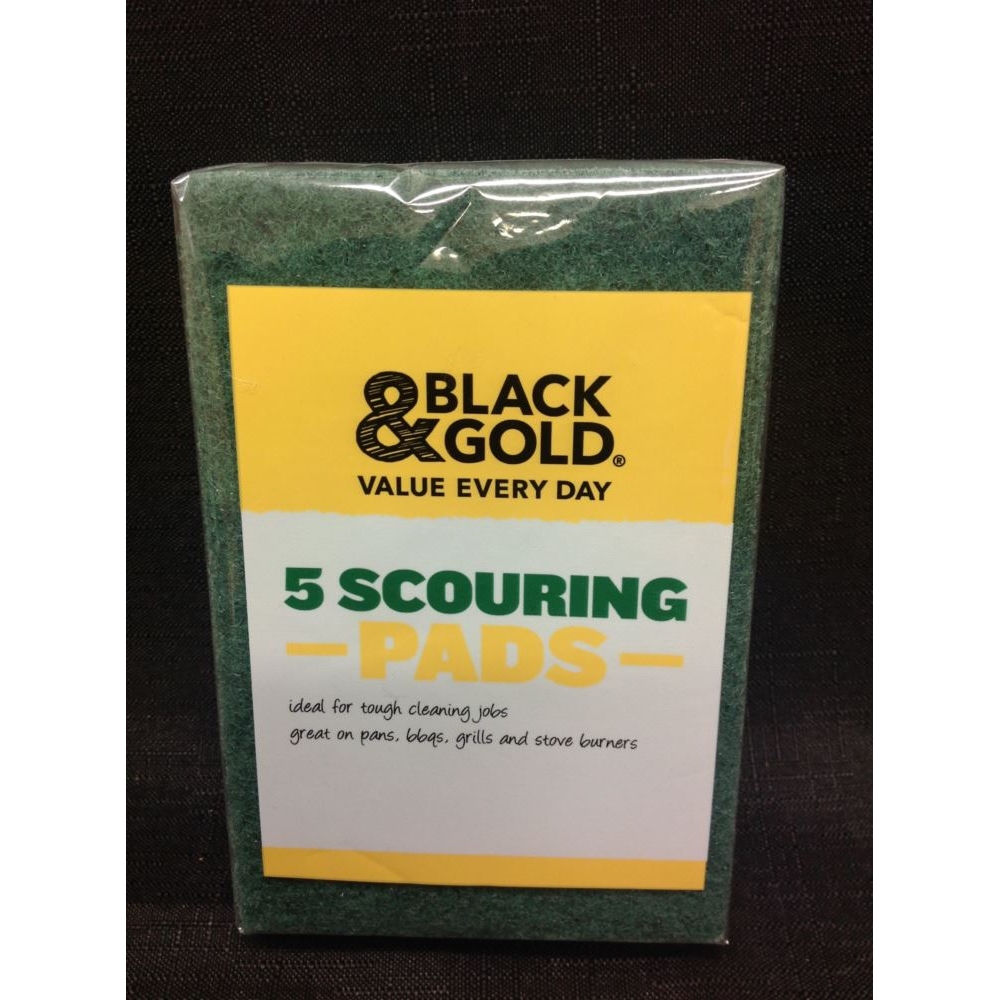 &BLACK
GOLD®
VALUE EVERY DAY
5 SCOURING
– PADS –
ideal for tough cleaning jobs
great on pans, bbqs, grills and stove burners